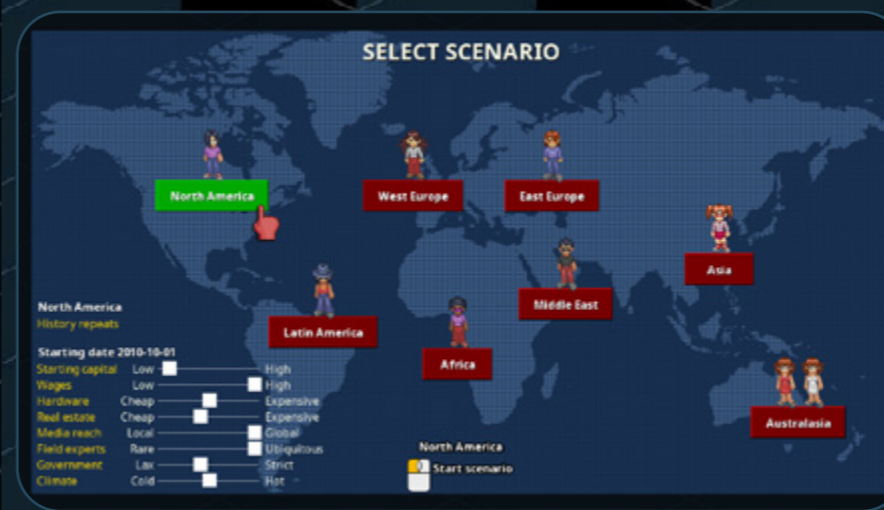 SELECT SCENARIO
North America
West Europe
East Europe
Asia
Middle East
Latin America
Africa
Australasia
North America
History repeats
Starting date 2010-10-01
Starting capital Low High
Wages Low High
Hardware Cheap Expensive
Real estate Cheap Expensive
Media reach Local Global
Field experts Rare Ubiquitous
Government Lax Strict
Climate Cold Hot
North America
Start scenario